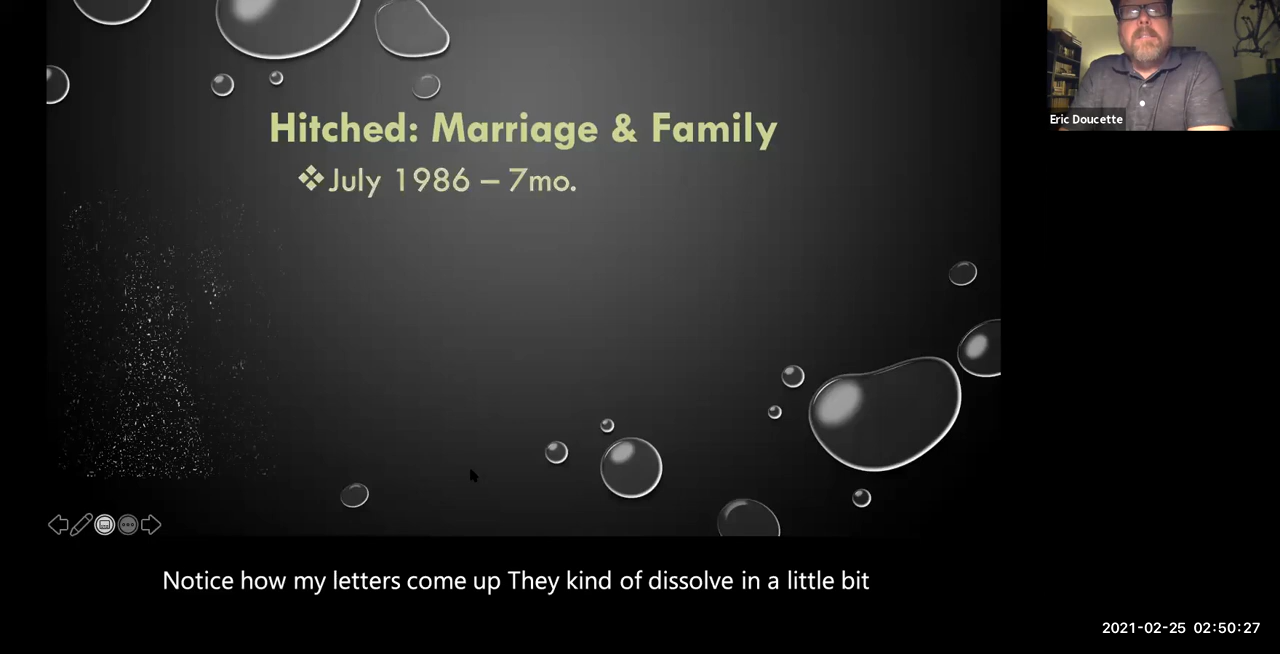 Hitched: Marriage & Family
❖July 1986 – 7mo.
Eric Doucette
Notice how my letters come up They kind of dissolve in a little bit
2021-02-25 02:50:27